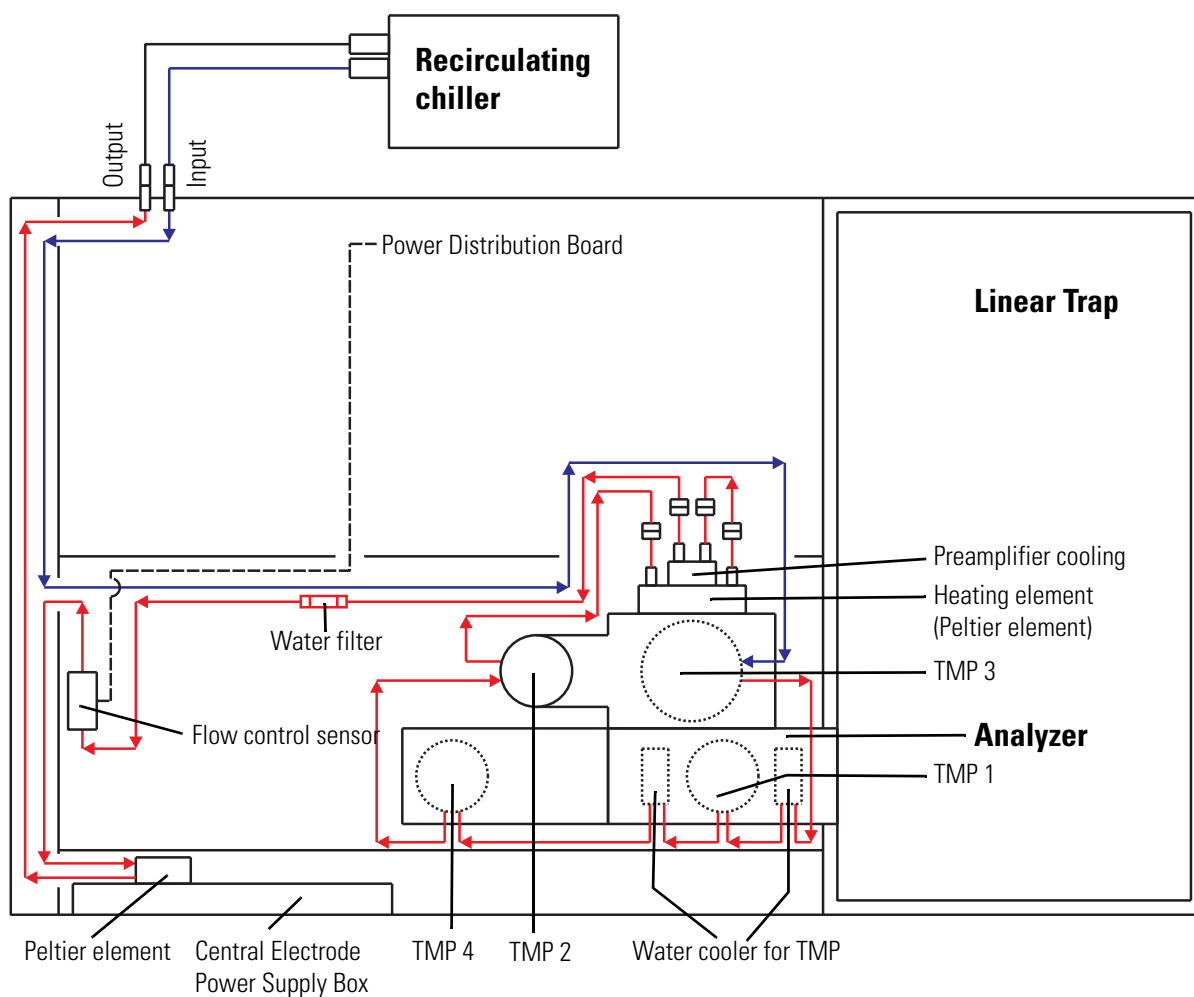 Recirculating
chiller
Output
Input
Power Distribution Board
Linear Trap
Preamplifier cooling
Heating element
(Peltier element)
Water filter
TMP 3
Flow control sensor
Analyzer
TMP 1
Peltier element
Central Electrode
Power Supply Box
TMP 4
TMP 2
Water cooler for TMP